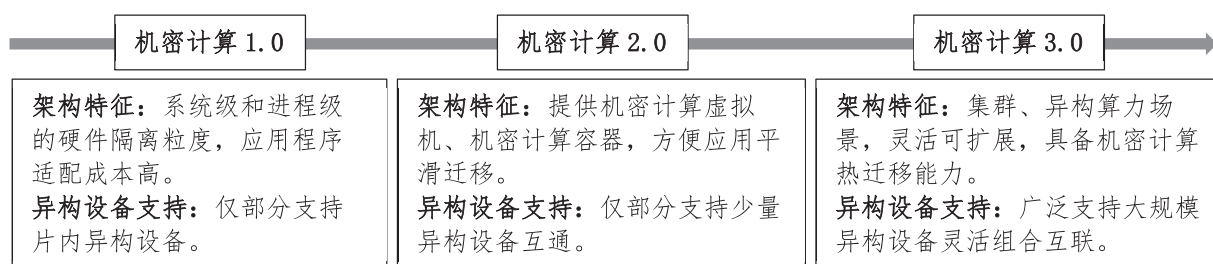 机密计算1.0
机密计算2.0
机密计算3.0
架构特征：系统级和进程级
的硬件隔离粒度，应用程序
适配成本高。
异构设备支持：仅部分支持
片内异构设备。
架构特征：提供机密计算虚拟
机、机密计算容器，方便应用平
滑迁移。
异构设备支持：仅部分支持少量
异构设备互通。
架构特征：集群、异构算力场
景，灵活可扩展，具备机密计算
热迁移能力。
异构设备支持：广泛支持大规模
异构设备灵活组合互联。